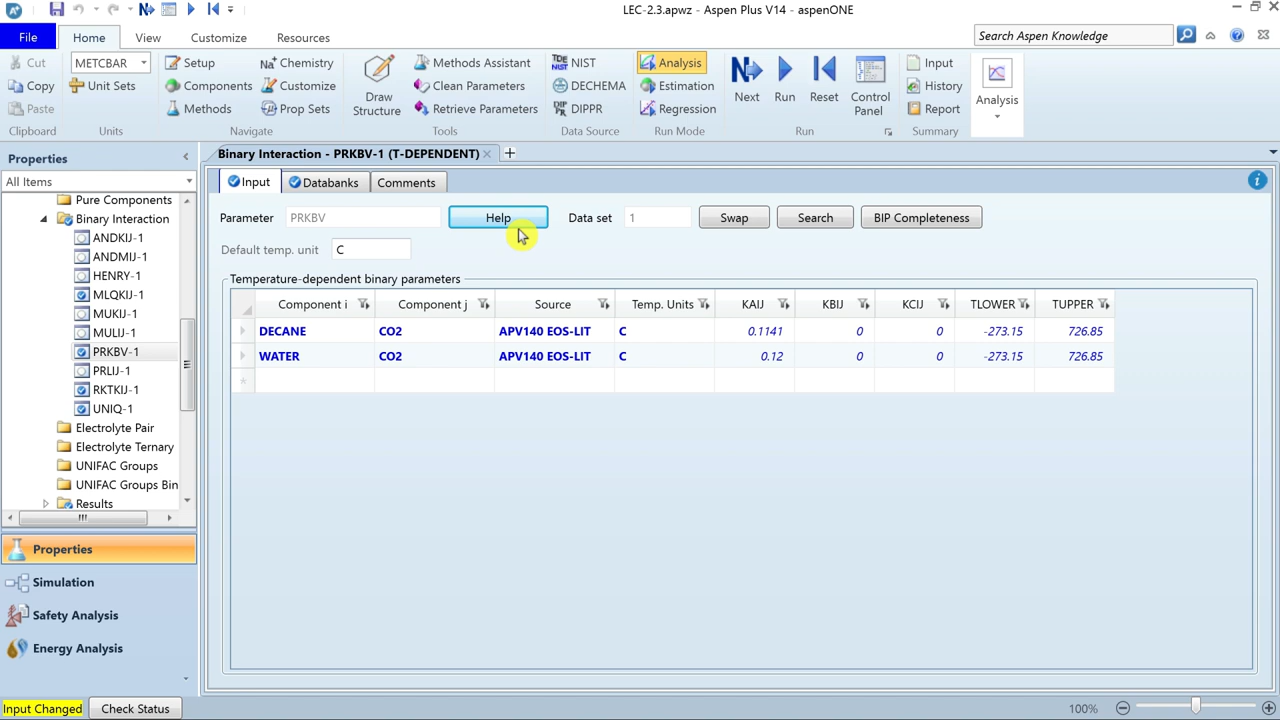 LEC-2.3.apwz - Aspen Plus V14 - aspenONE
File Home View Customize Resources Search Aspen Knowledge
Cut METCBAR Setup Chemistry Methods Assistant NIST Analysis Input
Copy Unit Sets Components Customize Draw Structure Clean Parameters DECHEMA Estimation Next Run Reset Control Panel History Analysis
Paste Methods Prop Sets Retrieve Parameters DIPPR Regression Report
Clipboard Units Navigate Tools Data Source Run Mode Run Summary
Properties Binary Interaction - PRKBV-1 (T-DEPENDENT)
All Items Input Databanks Comments
Pure Components
Binary Interaction Parameter PRKBV Help Data set 1 Swap Search BIP Completeness
ANDKIJ-1
ANDMIJ-1 Default temp. unit C
HENRY-1 Temperature-dependent binary parameters
MLQKIJ-1 Component i Component j Source Temp. Units KAIJ KBIJ KCIJ TLOWER TUPPER
MUKIJ-1
MULIJ-1 DECANE CO2 APV140 EOS-LIT C 0.1141 0 0 -273.15 726.85
PRKBV-1 WATER CO2 APV140 EOS-LIT C 0.12 0 0 -273.15 726.85
PRLIJ-1
RKTKIJ-1
UNIQ-1
Electrolyte Pair
Electrolyte Ternary
UNIFAC Groups
UNIFAC Groups Bin
Results
Properties
Simulation
Safety Analysis
Energy Analysis
Input Changed Check Status 100%